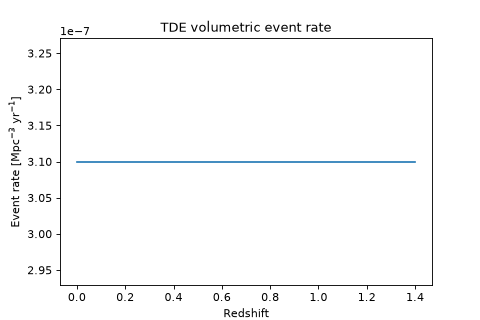 TDE volumetric event rate
1e−7
3.25
3.20
3.15
3.10
3.05
3.00
2.95
Event rate [Mpc⁻³ yr⁻¹]
0.0 0.2 0.4 0.6 0.8 1.0 1.2 1.4
Redshift